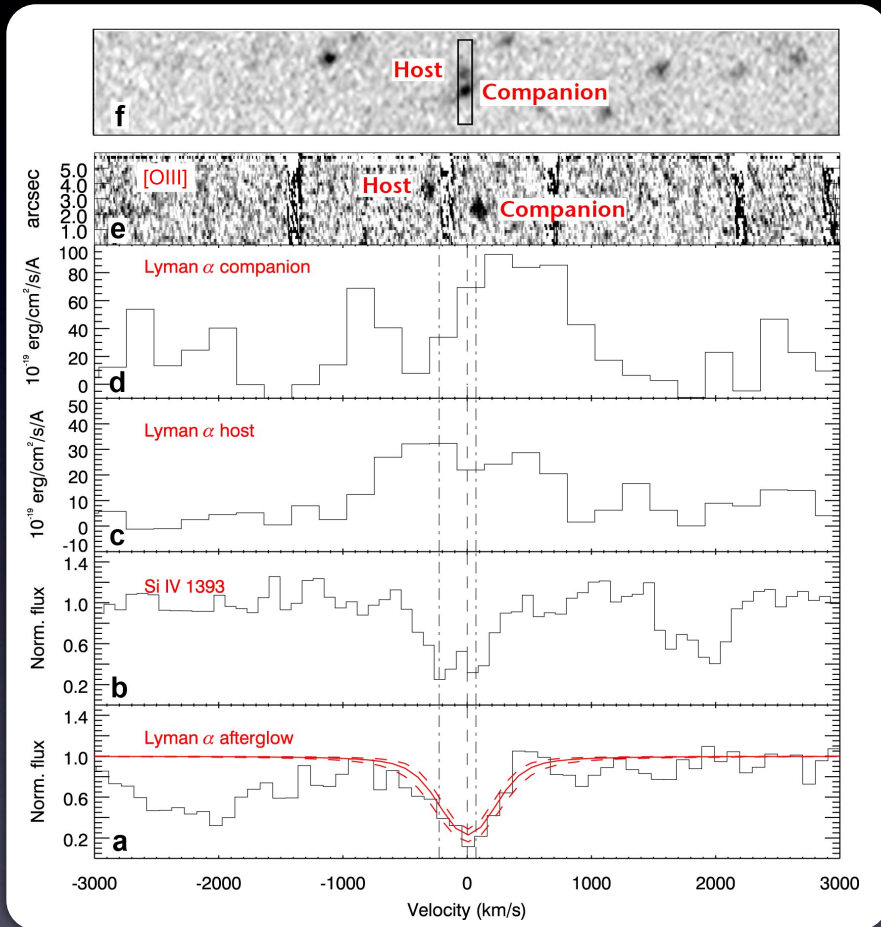 Host
Companion
f
5.0
4.0
3.0
2.0
1.0
arcsec
[OIII]
Host
Companion
e
100
80
60
40
20
0
10⁻¹⁹ erg/cm²/s/A
Lyman α companion
d
50
40
30
20
10
0
-10
10⁻¹⁹ erg/cm²/s/A
Lyman α host
c
1.4
1.0
0.6
0.2
Norm. flux
Si IV 1393
b
1.4
1.0
0.6
0.2
Norm. flux
Lyman α afterglow
a
-3000 -2000 -1000 0 1000 2000 3000
Velocity (km/s)